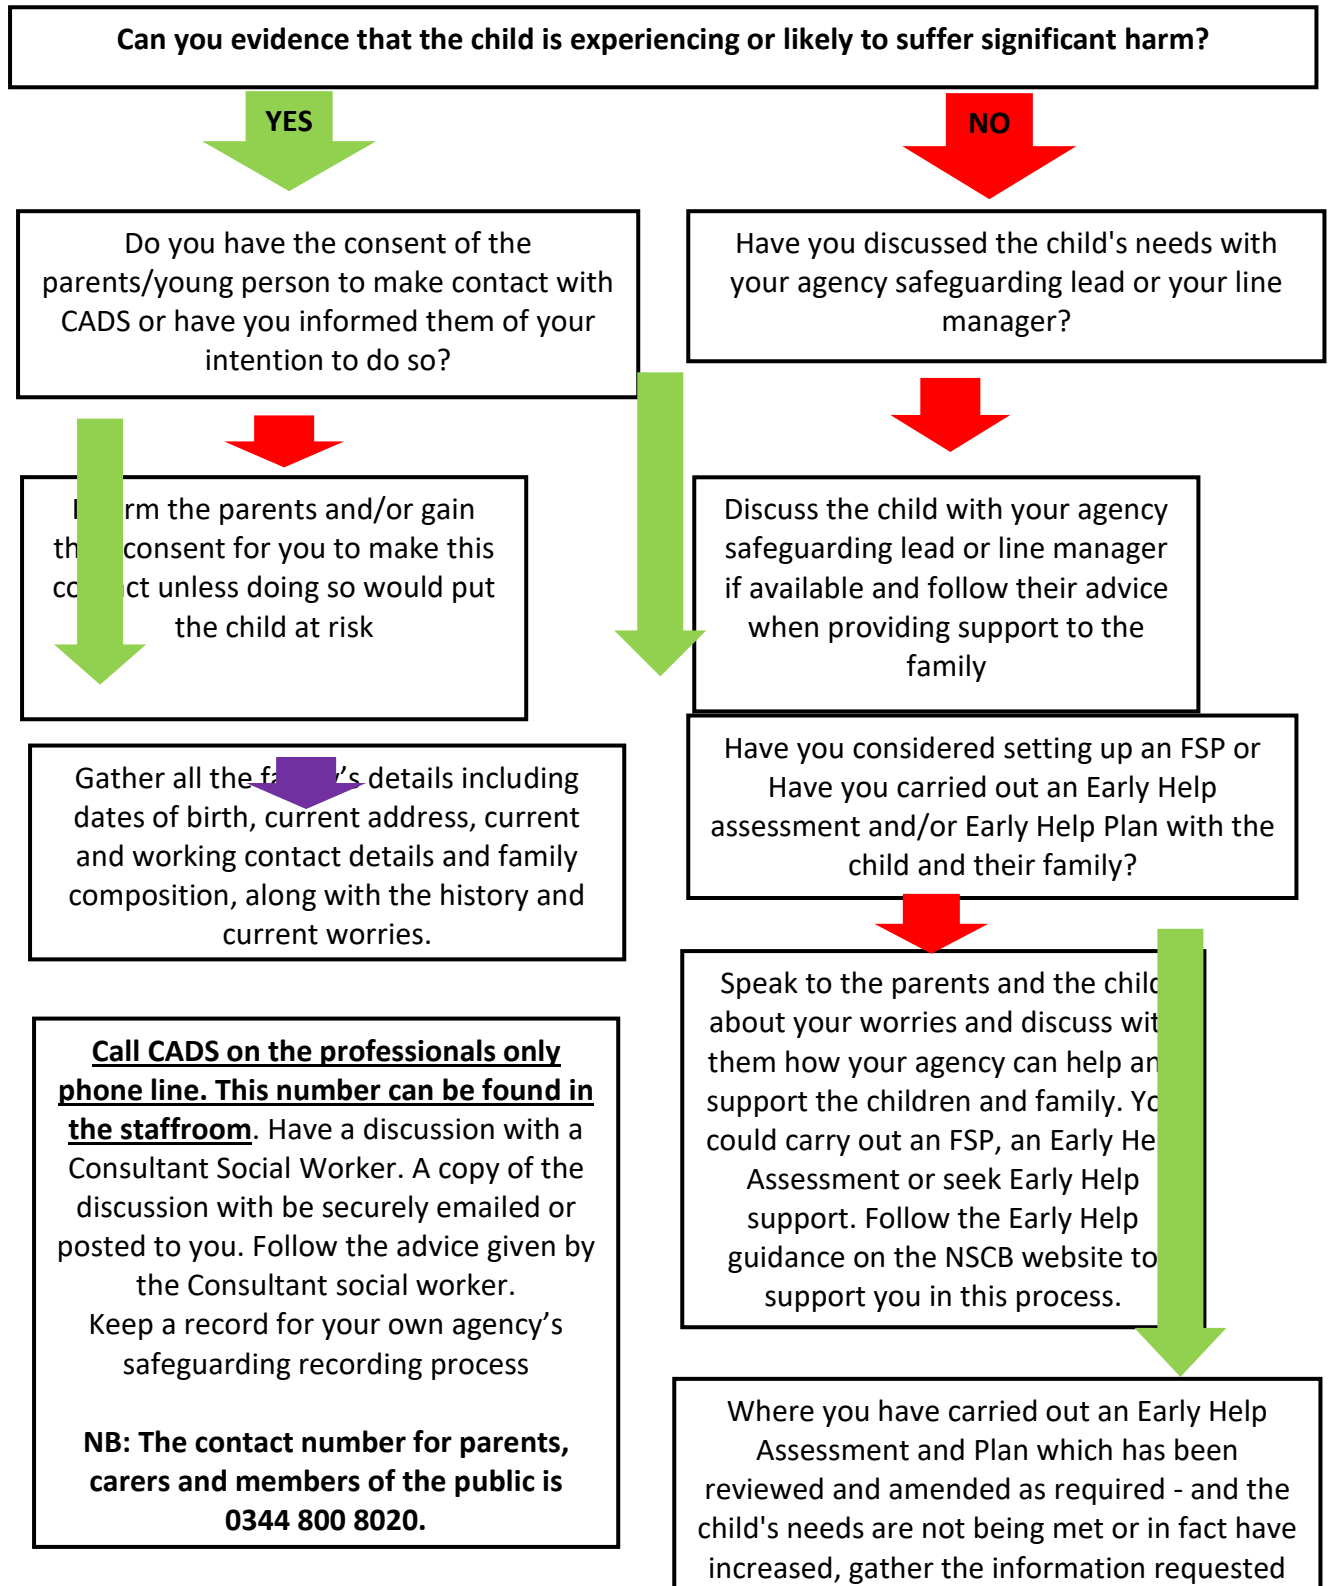 Can you evidence that the child is experiencing or likely to suffer significant harm?
YES
NO
Do you have the consent of the
parents/young person to make contact with
CADS or have you informed them of your
intention to do so?
Have you discussed the child's needs with
your agency safeguarding lead or your line
manager?
rm the parents and/or gain
consent for you to make this
unless doing so would put
the child at risk
Discuss the child with your agency
safeguarding lead or line manager
if available and follow their advice
when providing support to the
family
Gather all the details including
dates of birth, current address, current
and working contact details and family
composition, along with the history and
current worries.
Have you considered setting up an FSP or
Have you carried out an Early Help
assessment and/or Early Help Plan with the
child and their family?
Speak to the parents and the child
about your worries and discuss wit
them how your agency can help an
support the children and family. Yo
could carry out an FSP, an Early He
Assessment or seek Early Help
support. Follow the Early Help
guidance on the NSCB website to
support you in this process.
Call CADS on the professionals only
phone line. This number can be found in
the staffroom. Have a discussion with a
Consultant Social Worker. A copy of the
discussion with be securely emailed or
posted to you. Follow the advice given by
the Consultant social worker.
Keep a record for your own agency’s
safeguarding recording process
NB: The contact number for parents,
carers and members of the public is
0344 800 8020.
Where you have carried out an Early Help
Assessment and Plan which has been
reviewed and amended as required - and the
child's needs are not being met or in fact have
increased, gather the information requested